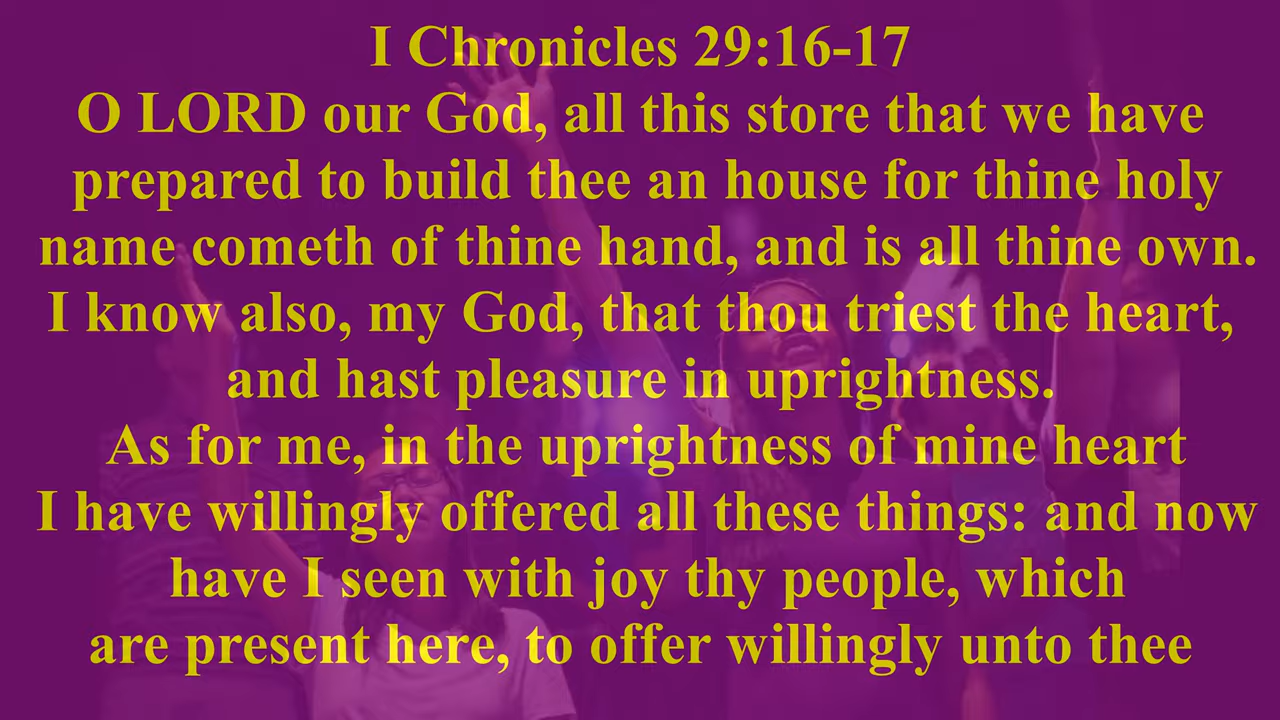 I Chronicles 29:16-17
O LORD our God, all this store that we have
prepared to build thee an house for thine holy
name cometh of thine hand, and is all thine own.
I know also, my God, that thou triest the heart,
and hast pleasure in uprightness.
As for me, in the uprightness of mine heart
I have willingly offered all these things: and now
have I seen with joy thy people, which
are present here, to offer willingly unto thee